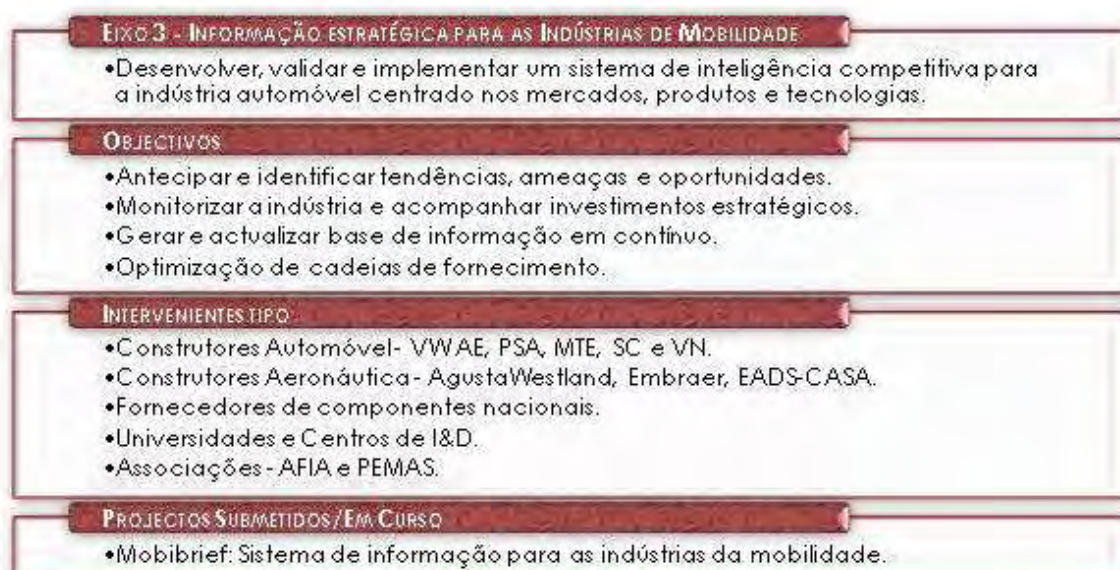 EIXO 3 - INFORMAÇÃO ESTRATÉGICA PARA AS INDÚSTRIAS DE MOBILIDADE
•Desenvolver, validar e implementar um sistema de inteligência competitiva para
a indústria automóvel centrado nos mercados, produtos e tecnologias.
OBJECTIVOS
•Antecipar e identificar tendências, ameaças e oportunidades.
•Monitorizar a indústria e acompanhar investimentos estratégicos.
•Gerar e actualizar base de informação em contínuo.
•Optimização de cadeias de fornecimento.
INTERVENIENTES TIPO
•Construtores Automóvel- VWAE, PSA, MTE, SC e VN.
•Construtores Aeronáutica- AgustaWestland, Embraer, EADS-CASA.
•Fornecedores de componentes nacionais.
•Universidades e Centros de I&D.
•Associações- AFIA e PEMAS.
PROJECTOS SUBMETIDOS/EM CURSO
•Mobibrief: Sistema de informação para as indústrias da mobilidade.